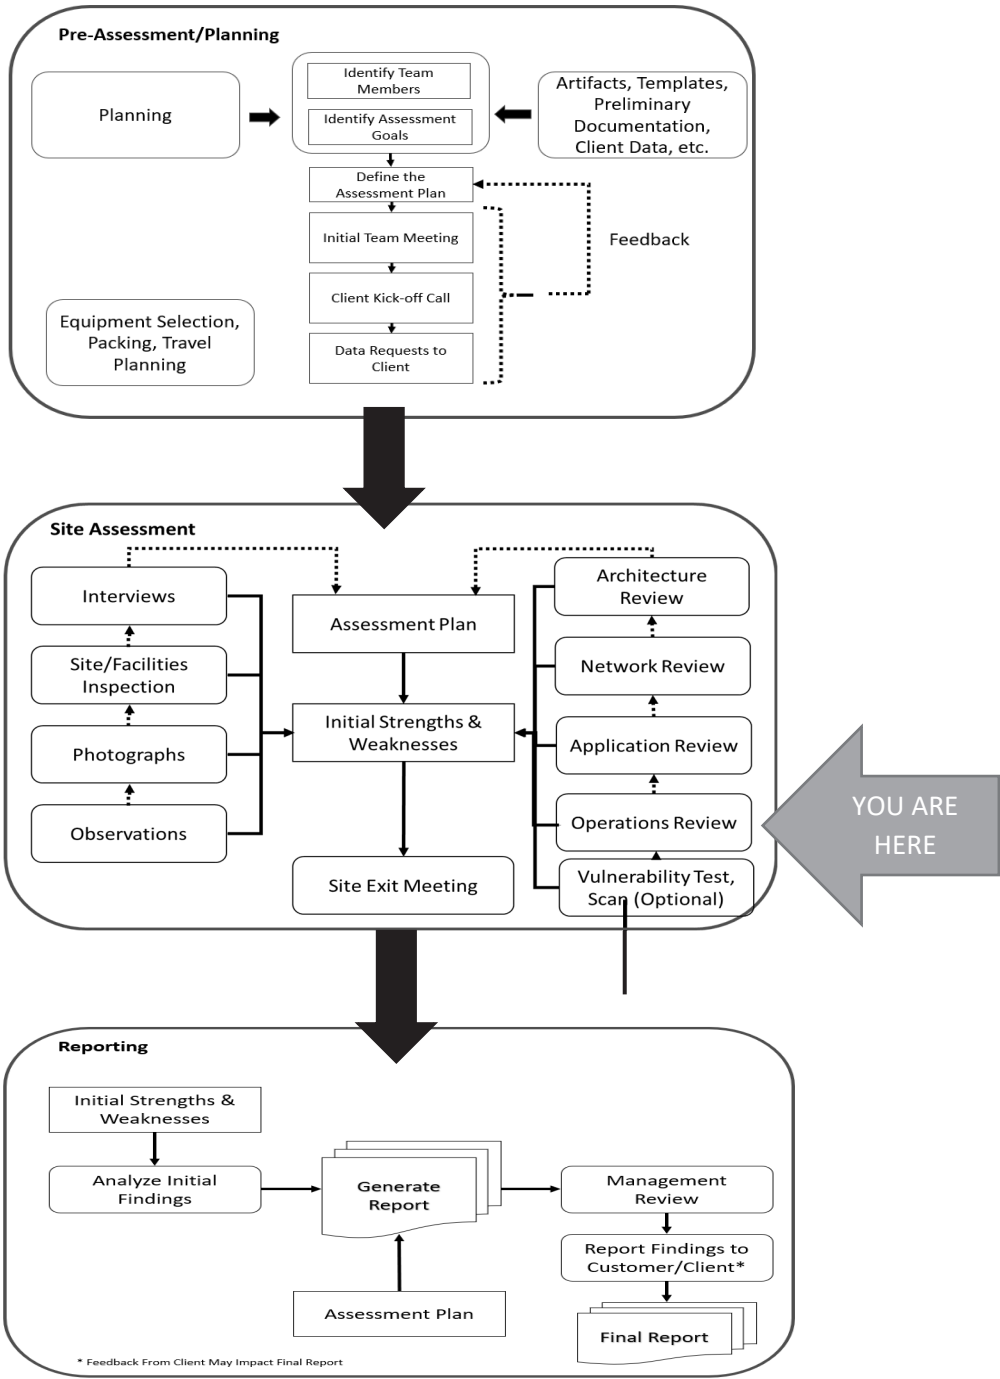 Pre-Assessment/Planning
Planning
Identify Team
Members
Identify Assessment
Goals
Artifacts, Templates,
Preliminary
Documentation,
Client Data, etc.
Define the
Assessment Plan
Initial Team Meeting
Feedback
Client Kick-off Call
Equipment Selection,
Packing, Travel
Planning
Data Requests to
Client
Site Assessment
Interviews
Site/Facilities
Inspection
Photographs
Observations
Assessment Plan
Initial Strengths &
Weaknesses
Site Exit Meeting
Architecture
Review
Network Review
Application Review
Operations Review
Vulnerability Test,
Scan (Optional)
YOU ARE
HERE
Reporting
Initial Strengths &
Weaknesses
Analyze Initial
Findings
Generate
Report
Assessment Plan
Management
Review
Report Findings to
Customer/Client*
Final Report
* Feedback From Client May Impact Final Report